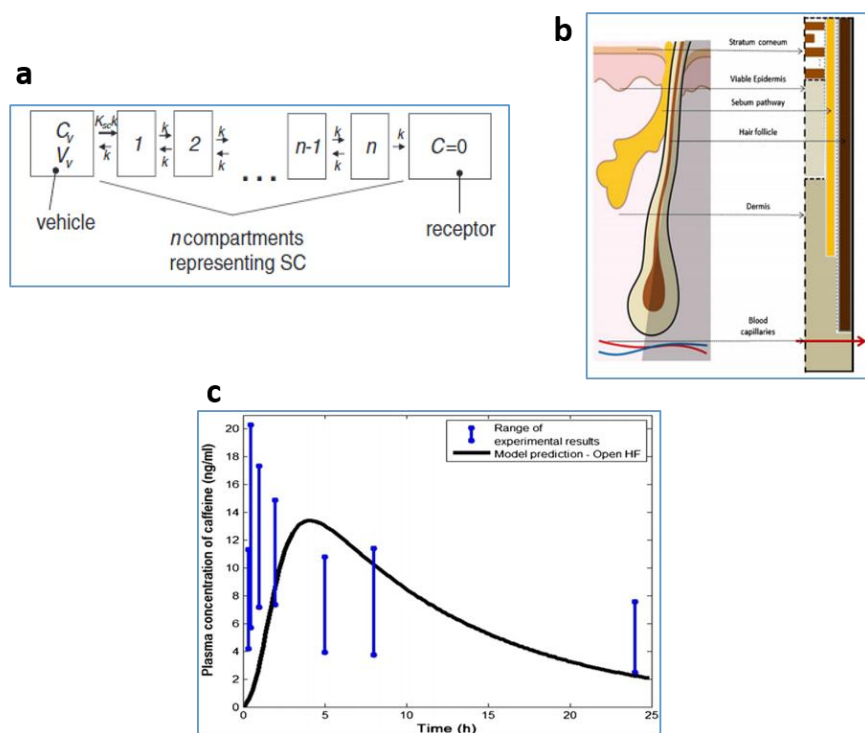 a
C_v
V_v
K_sc k
k
1
k
k
2
k
k
...
n-1
k
k
n
k
C=0
vehicle
n compartments
representing SC
receptor
b
Stratum corneum
Viable Epidermis
Sebum pathway
Hair follicle
Dermis
Blood
capillaries
c
Plasma concentration of caffeine (ng/ml)
20
18
16
14
12
10
8
6
4
2
0
Range of
experimental results
Model prediction - Open HF
0
5
10
15
20
25
Time (h)